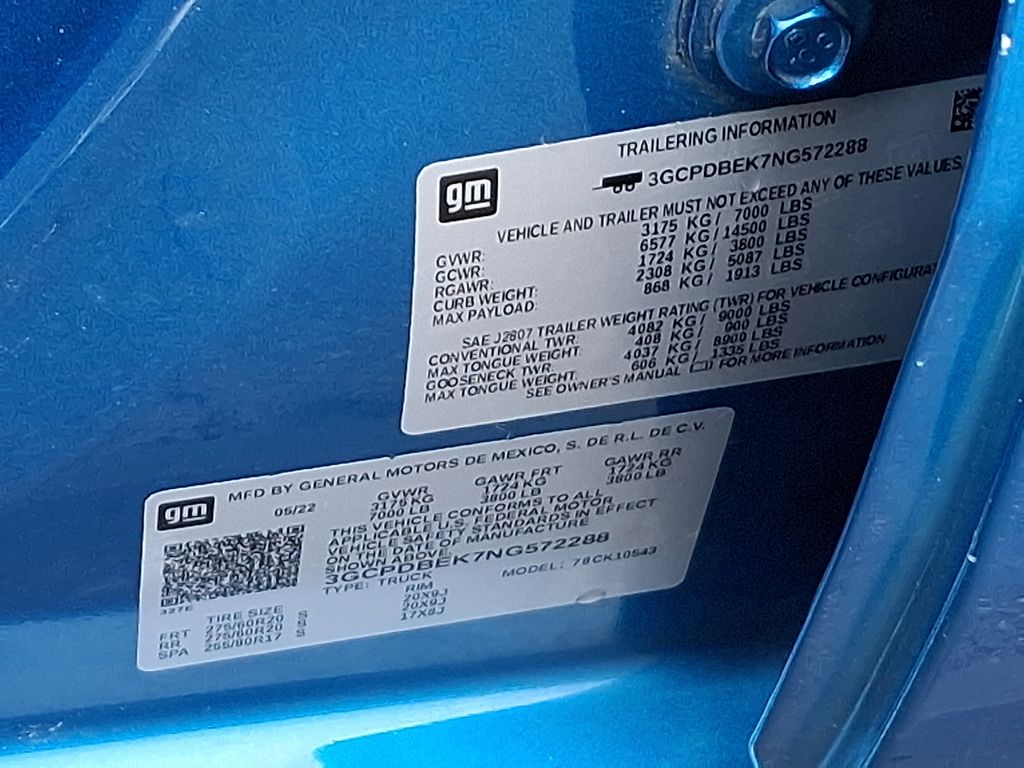 gm
TRAILERING INFORMATION
3GCPDBEK7NG572288
VEHICLE AND TRAILER MUST NOT EXCEED ANY OF THESE VALUES.
GVWR: 3175 KG / 7000 LBS
GCWR: 6577 KG / 14500 LBS
RGAWR: 1724 KG / 3800 LBS
CURB WEIGHT: 2308 KG / 5087 LBS
MAX PAYLOAD: 868 KG / 1913 LBS
SAE J2807 TRAILER WEIGHT RATING (TWR) FOR VEHICLE CONFIGURAT
CONVENTIONAL TWR: 4082 KG / 9000 LBS
MAX TONGUE WEIGHT: 408 KG / 900 LBS
GOOSENECK TWR: 4037 KG / 8900 LBS
MAX TONGUE WEIGHT: 606 KG / 1335 LBS
SEE OWNER'S MANUAL FOR MORE INFORMATION
gm
MFD BY GENERAL MOTORS DE MEXICO, S. DE R.L. DE C.V.
05/22
GVWR GAWR FRT GAWR RR
3175 KG 1724 KG 1724 KG
7000 LB 3800 LB 3800 LB
THIS VEHICLE CONFORMS TO ALL
APPLICABLE U.S. FEDERAL MOTOR
VEHICLE SAFETY STANDARDS IN EFFECT
ON THE DATE OF MANUFACTURE
SHOWN ABOVE.
3GCPDBEK7NG572288
TYPE: TRUCK MODEL: 78CK10543
327E
TIRE SIZE RIM
FRT 275/60R20 S 20X9J
RR 275/60R20 S 20X9J
SPA 255/80R17 S 17X8J